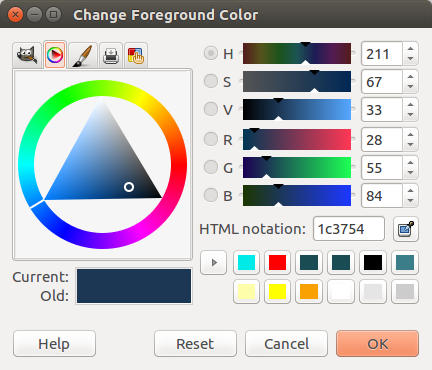 Change Foreground Color
H 211
S 67
V 33
R 28
G 55
B 84
HTML notation: 1c3754
Current:
Old:
Help Reset Cancel OK